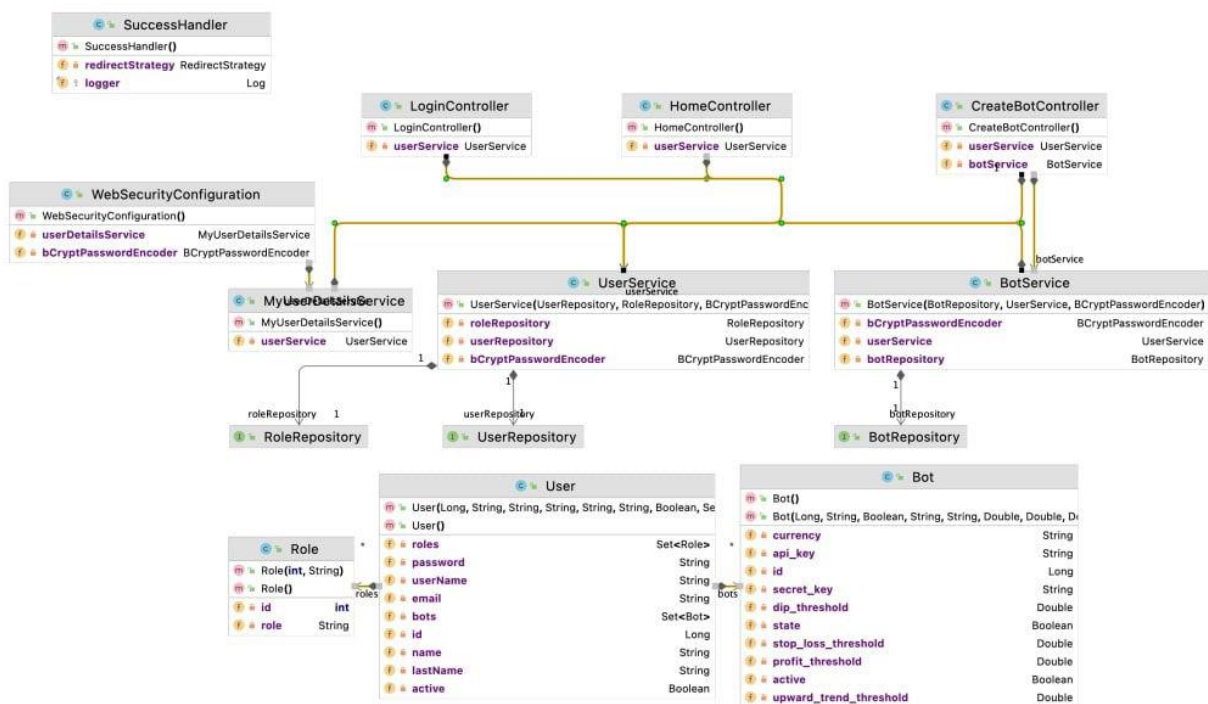 SuccessHandler
SuccessHandler()
redirectStrategy RedirectStrategy
logger Log
LoginController
LoginController()
userService UserService
HomeController
HomeController()
userService UserService
CreateBotController
CreateBotController()
userService UserService
botService BotService
1
WebSecurityConfiguration
WebSecurityConfiguration()
userDetailsService MyUserDetailsService
bCryptPasswordEncoder BCryptPasswordEncoder
botService
MyUserDetailsService
MyUserDetailsService()
userService UserService
UserService
userService
UserService(UserRepository, RoleRepository, BCryptPasswordEnc
roleRepository RoleRepository
userRepository UserRepository
bCryptPasswordEncoder BCryptPasswordEncoder
BotService
BotService(BotRepository, UserService, BCryptPasswordEncoder)
bCryptPasswordEncoder BCryptPasswordEncoder
userService UserService
botRepository BotRepository
1
1
1
roleRepository 1
userRepository 1
1
botRepository
RoleRepository
UserRepository
BotRepository
User
User(Long, String, String, String, String, String, Boolean, Se
User()
roles Set<Role>
password String
userName String
email String
bots Set<Bot>
id Long
name String
lastName String
active Boolean
Role
Role(int, String)
Role()
id int
role String
*
roles
*
bots
Bot
Bot()
Bot(Long, String, Boolean, String, String, Double, Double, D
currency String
api_key String
id Long
secret_key String
dip_threshold Double
state Boolean
stop_loss_threshold Double
profit_threshold Double
active Boolean
upward_trend_threshold Double